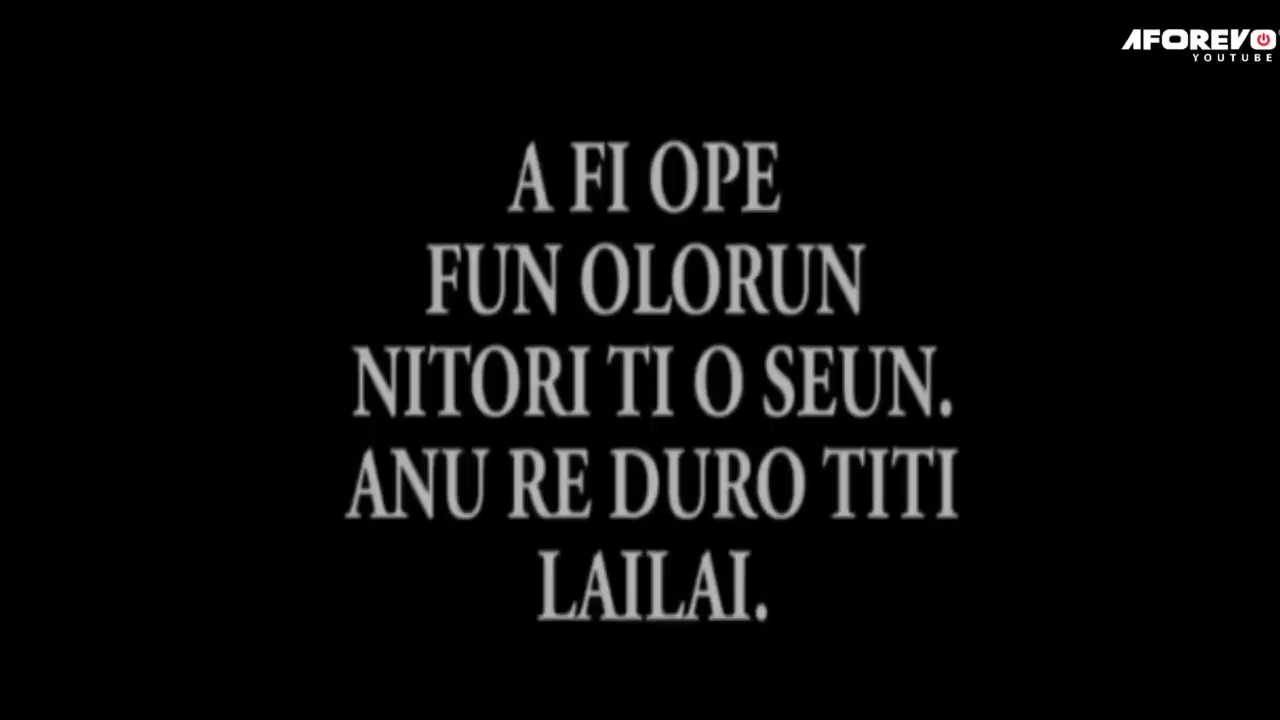 AFOREVO
YOUTUBE
A FI OPE
FUN OLORUN
NITORI TI O SEUN.
ANU RE DURO TITI
LAILAI.